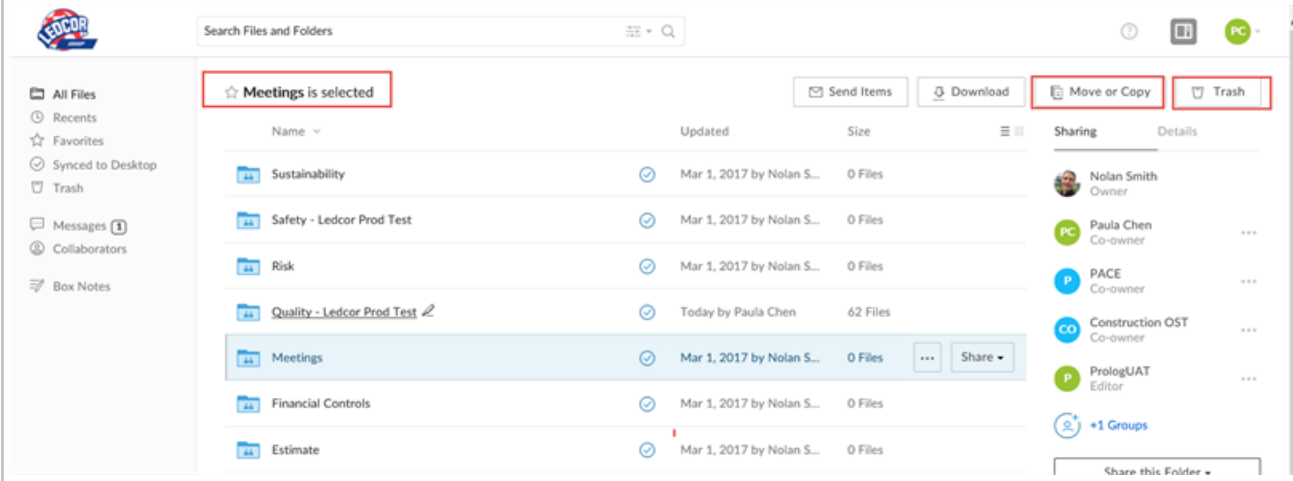 LEDCOR
GROUP
Search Files and Folders
PC
All Files
Recents
Favorites
Synced to Desktop
Trash
Messages 1
Collaborators
Box Notes
Meetings is selected
Send Items
Download
Move or Copy
Trash
Name Updated Size
Sustainability Mar 1, 2017 by Nolan S... 0 Files
Safety - Ledcor Prod Test Mar 1, 2017 by Nolan S... 0 Files
Risk Mar 1, 2017 by Nolan S... 0 Files
Quality - Ledcor Prod Test Today by Paula Chen 62 Files
Meetings Mar 1, 2017 by Nolan S... 0 Files ... Share
Financial Controls Mar 1, 2017 by Nolan S... 0 Files
Estimate Mar 1, 2017 by Nolan S... 0 Files
Sharing Details
Nolan Smith
Owner
PC Paula Chen
Co-owner
P PACE
Co-owner
CO Construction OST
Co-owner
P PrologUAT
Editor
+1 Groups
Share this Folder